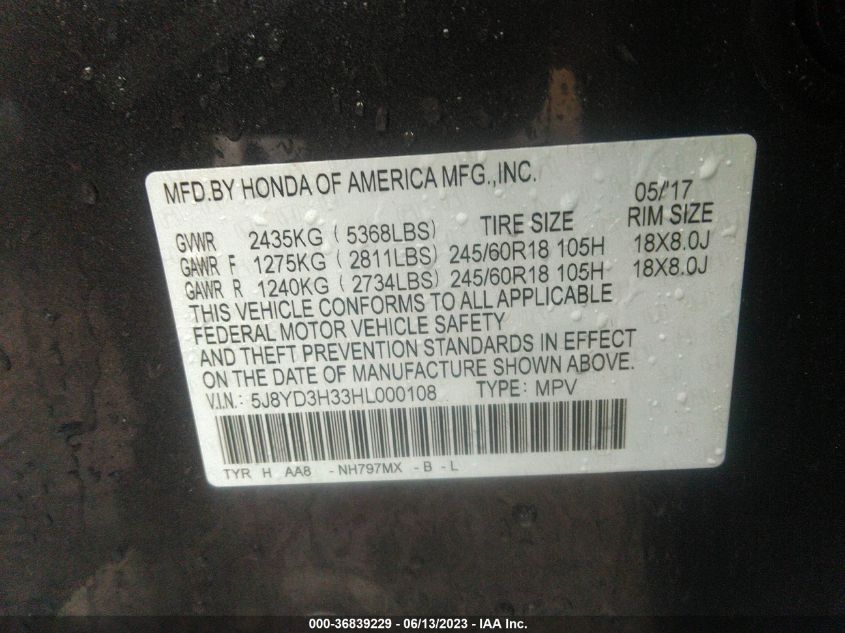 MFD.BY HONDA OF AMERICA MFG.,INC. 05/'17
GVWR 2435KG ( 5368LBS) TIRE SIZE RIM SIZE
GAWR F 1275KG ( 2811LBS) 245/60R18 105H 18X8.0J
GAWR R 1240KG ( 2734LBS) 245/60R18 105H 18X8.0J
THIS VEHICLE CONFORMS TO ALL APPLICABLE
FEDERAL MOTOR VEHICLE SAFETY
AND THEFT PREVENTION STANDARDS IN EFFECT
ON THE DATE OF MANUFACTURE SHOWN ABOVE.
V.I.N.: 5J8YD3H33HL000108 TYPE: MPV
TYR H AA8 - NH797MX - B - L
000-36839229 - 06/13/2023 - IAA Inc.